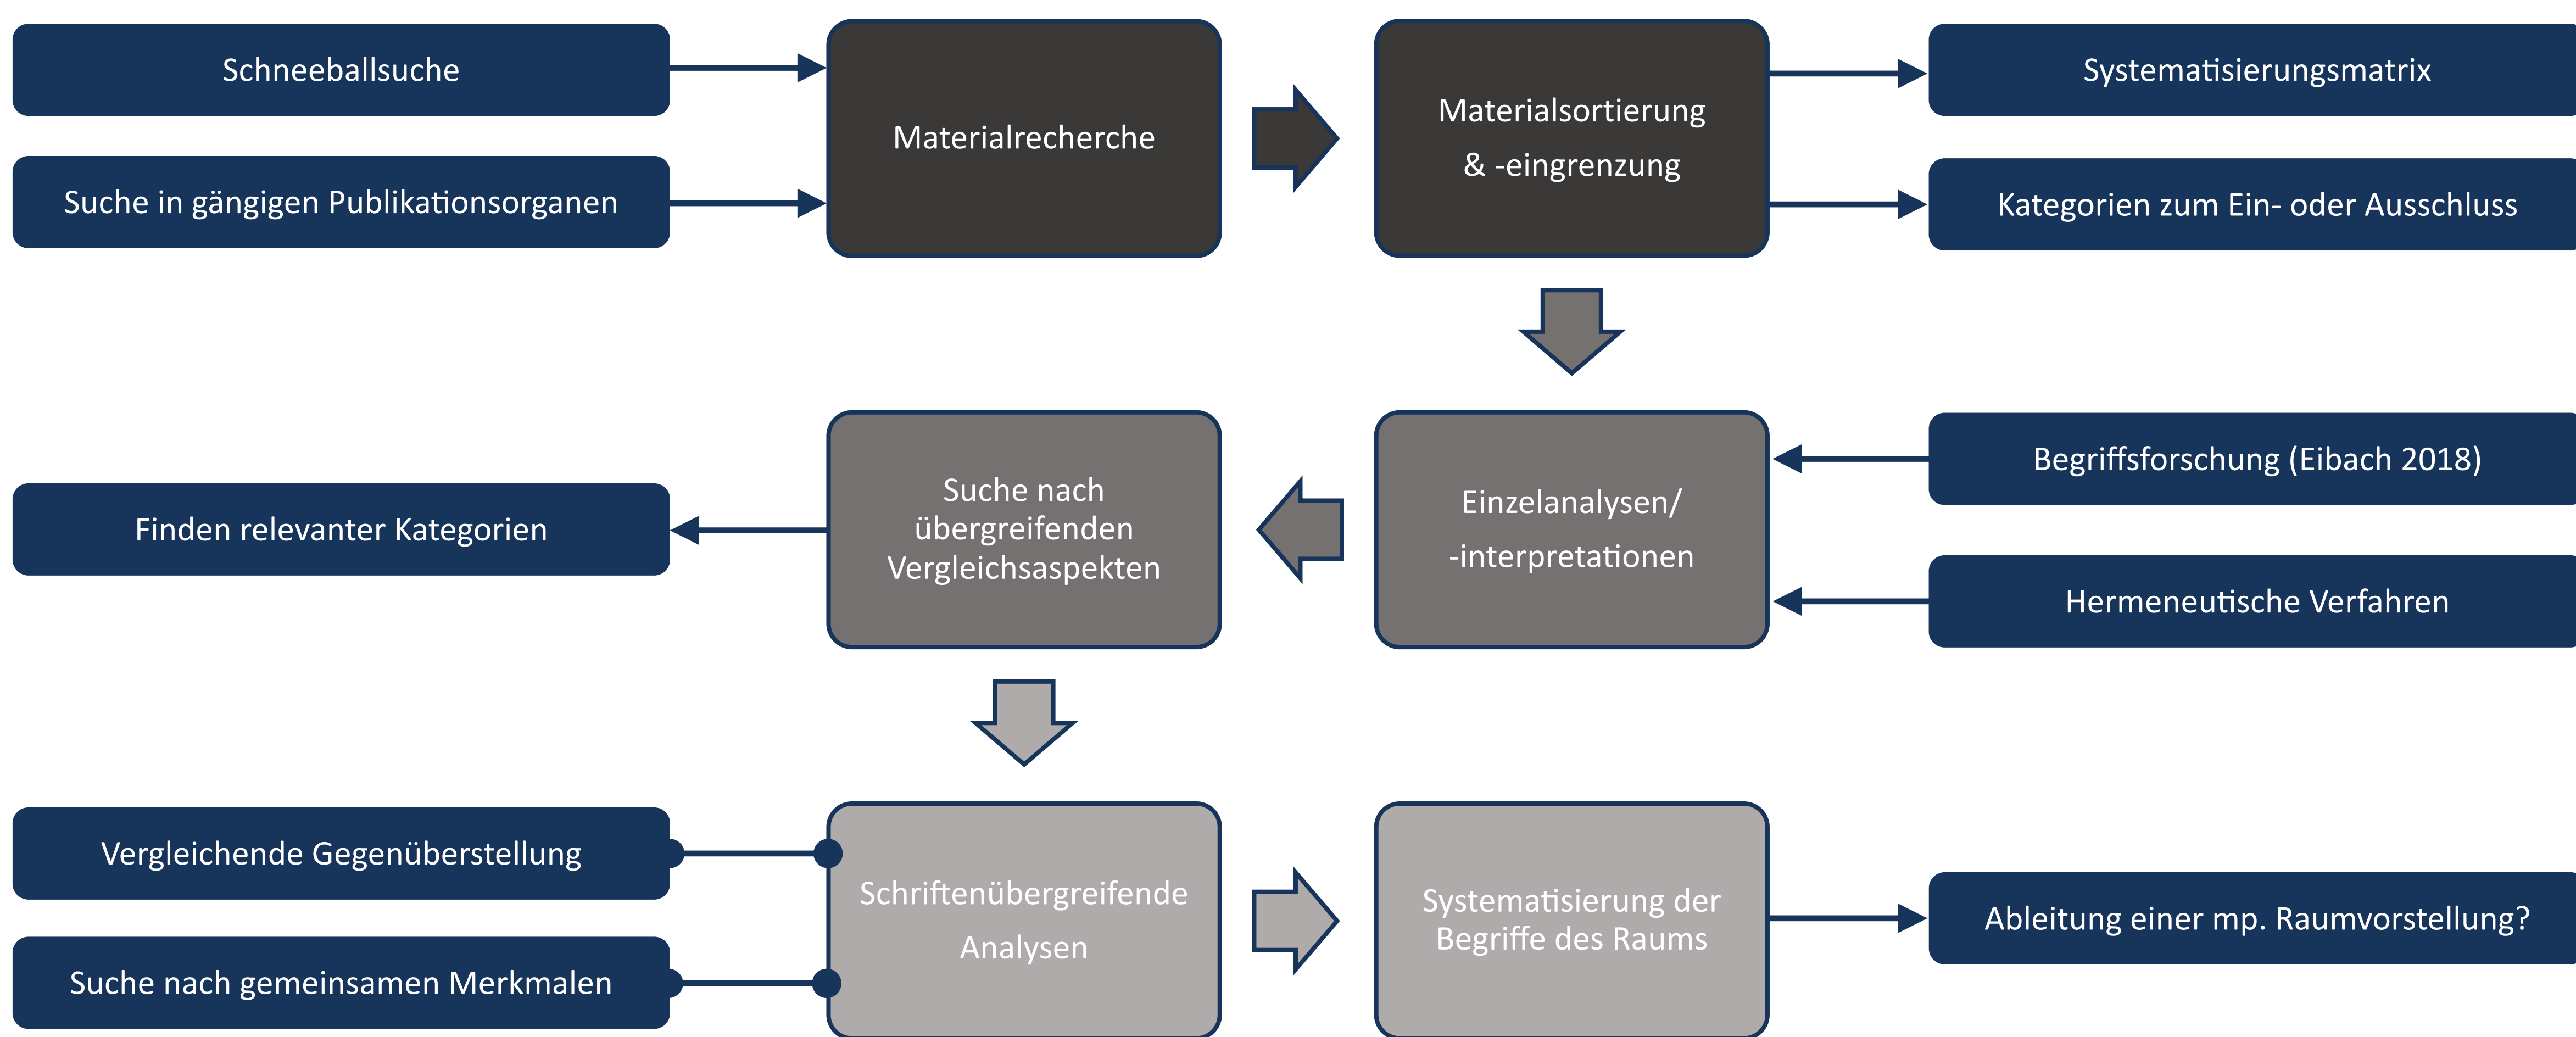 Schneeballsuche
Suche in gängigen Publikationsorganen
Materialrecherche
Materialsortierung
& -eingrenzung
Systematisierungsmatrix
Kategorien zum Ein- oder Ausschluss
Finden relevanter Kategorien
Suche nach
übergreifenden
Vergleichsaspekten
Einzelanalysen/
-interpretationen
Begriffsforschung (Eibach 2018)
Hermeneutische Verfahren
Vergleichende Gegenüberstellung
Suche nach gemeinsamen Merkmalen
Schriftenübergreifende
Analysen
Systematisierung der
Begriffe des Raums
Ableitung einer mp. Raumvorstellung?